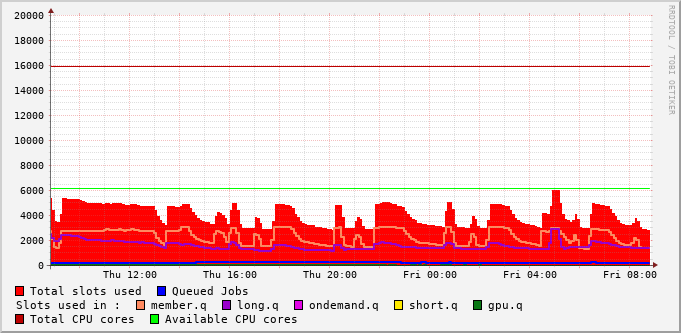 20000
18000
16000
14000
12000
10000
8000
6000
4000
2000
0
Thu 12:00 Thu 16:00 Thu 20:00 Fri 00:00 Fri 04:00 Fri 08:00
RRDTOOL / TOBI OETIKER
Total slots used Queued Jobs
Slots used in : member.q long.q ondemand.q short.q gpu.q
Total CPU cores Available CPU cores